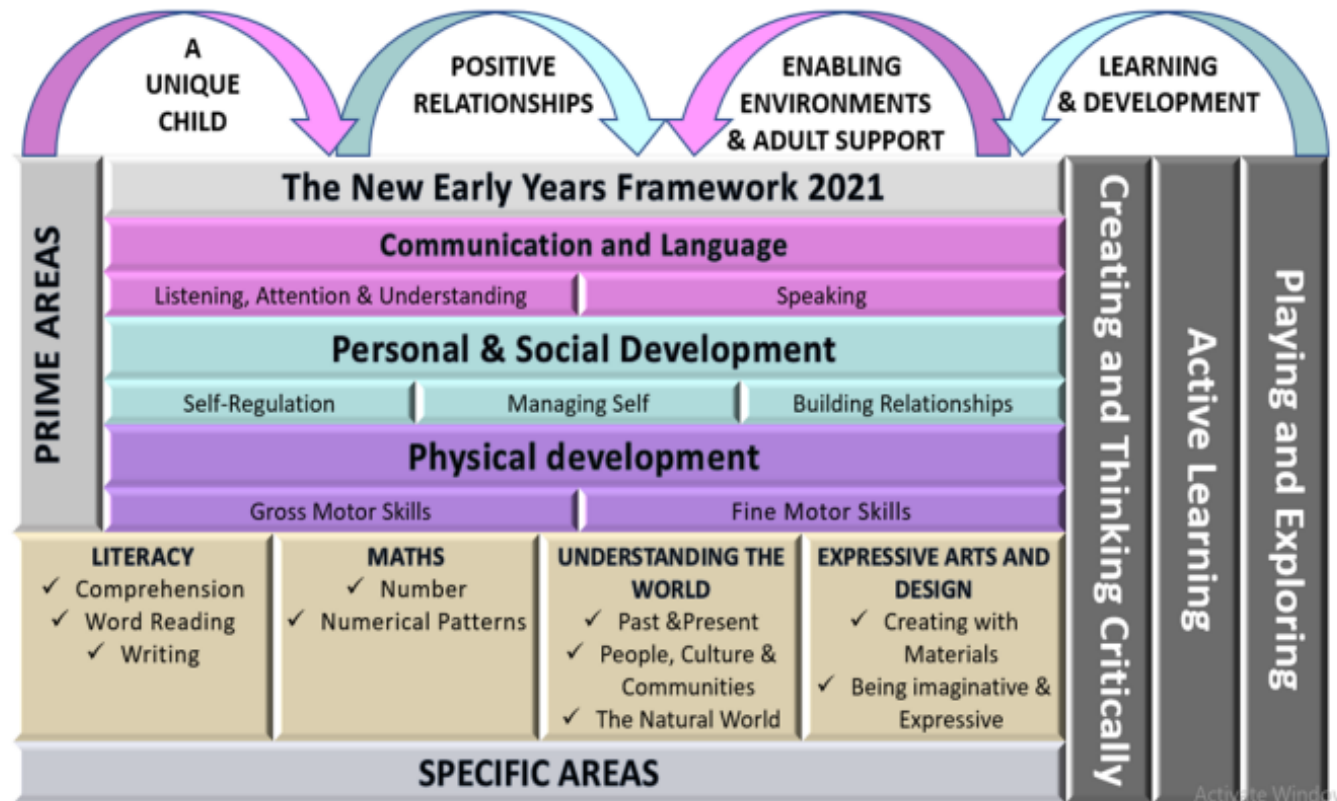 A
UNIQUE
CHILD
POSITIVE
RELATIONSHIPS
ENABLING
ENVIRONMENTS
& ADULT SUPPORT
LEARNING
& DEVELOPMENT
PRIME AREAS
The New Early Years Framework 2021
Communication and Language
Listening, Attention & Understanding
Speaking
Personal & Social Development
Self-Regulation
Managing Self
Building Relationships
Physical development
Gross Motor Skills
Fine Motor Skills
LITERACY
✓ Comprehension
✓ Word Reading
✓ Writing
MATHS
✓ Number
✓ Numerical Patterns
UNDERSTANDING THE
WORLD
✓ Past &Present
✓ People, Culture &
Communities
✓ The Natural World
EXPRESSIVE ARTS AND
DESIGN
✓ Creating with
Materials
✓ Being imaginative &
Expressive
SPECIFIC AREAS
Creating and Thinking Critically
Active Learning
Playing and Exploring
Activate Window